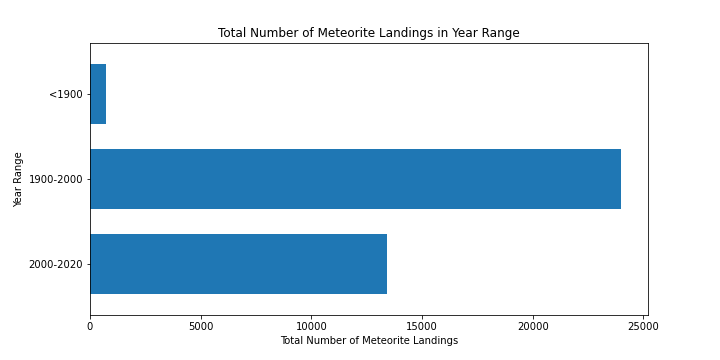 Total Number of Meteorite Landings in Year Range
Year Range
<1900
1900-2000
2000-2020
0 5000 10000 15000 20000 25000
Total Number of Meteorite Landings